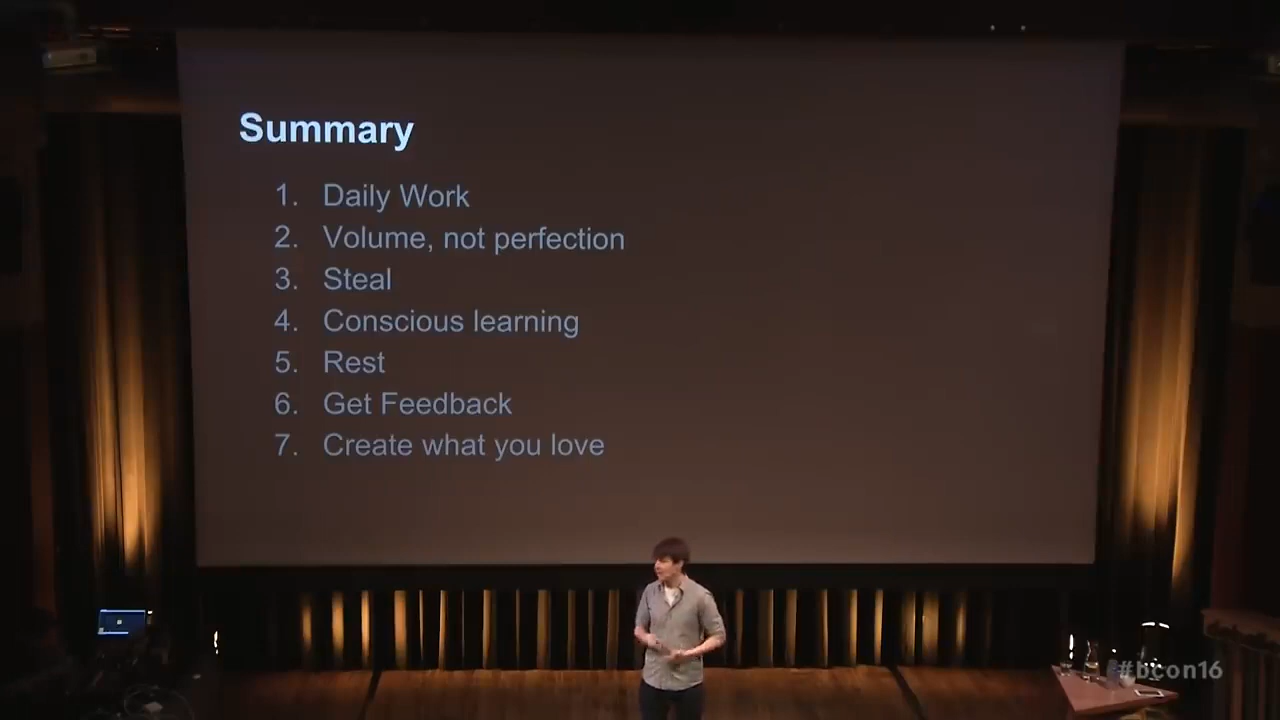 Summary
1. Daily Work
2. Volume, not perfection
3. Steal
4. Conscious learning
5. Rest
6. Get Feedback
7. Create what you love
#bcon16